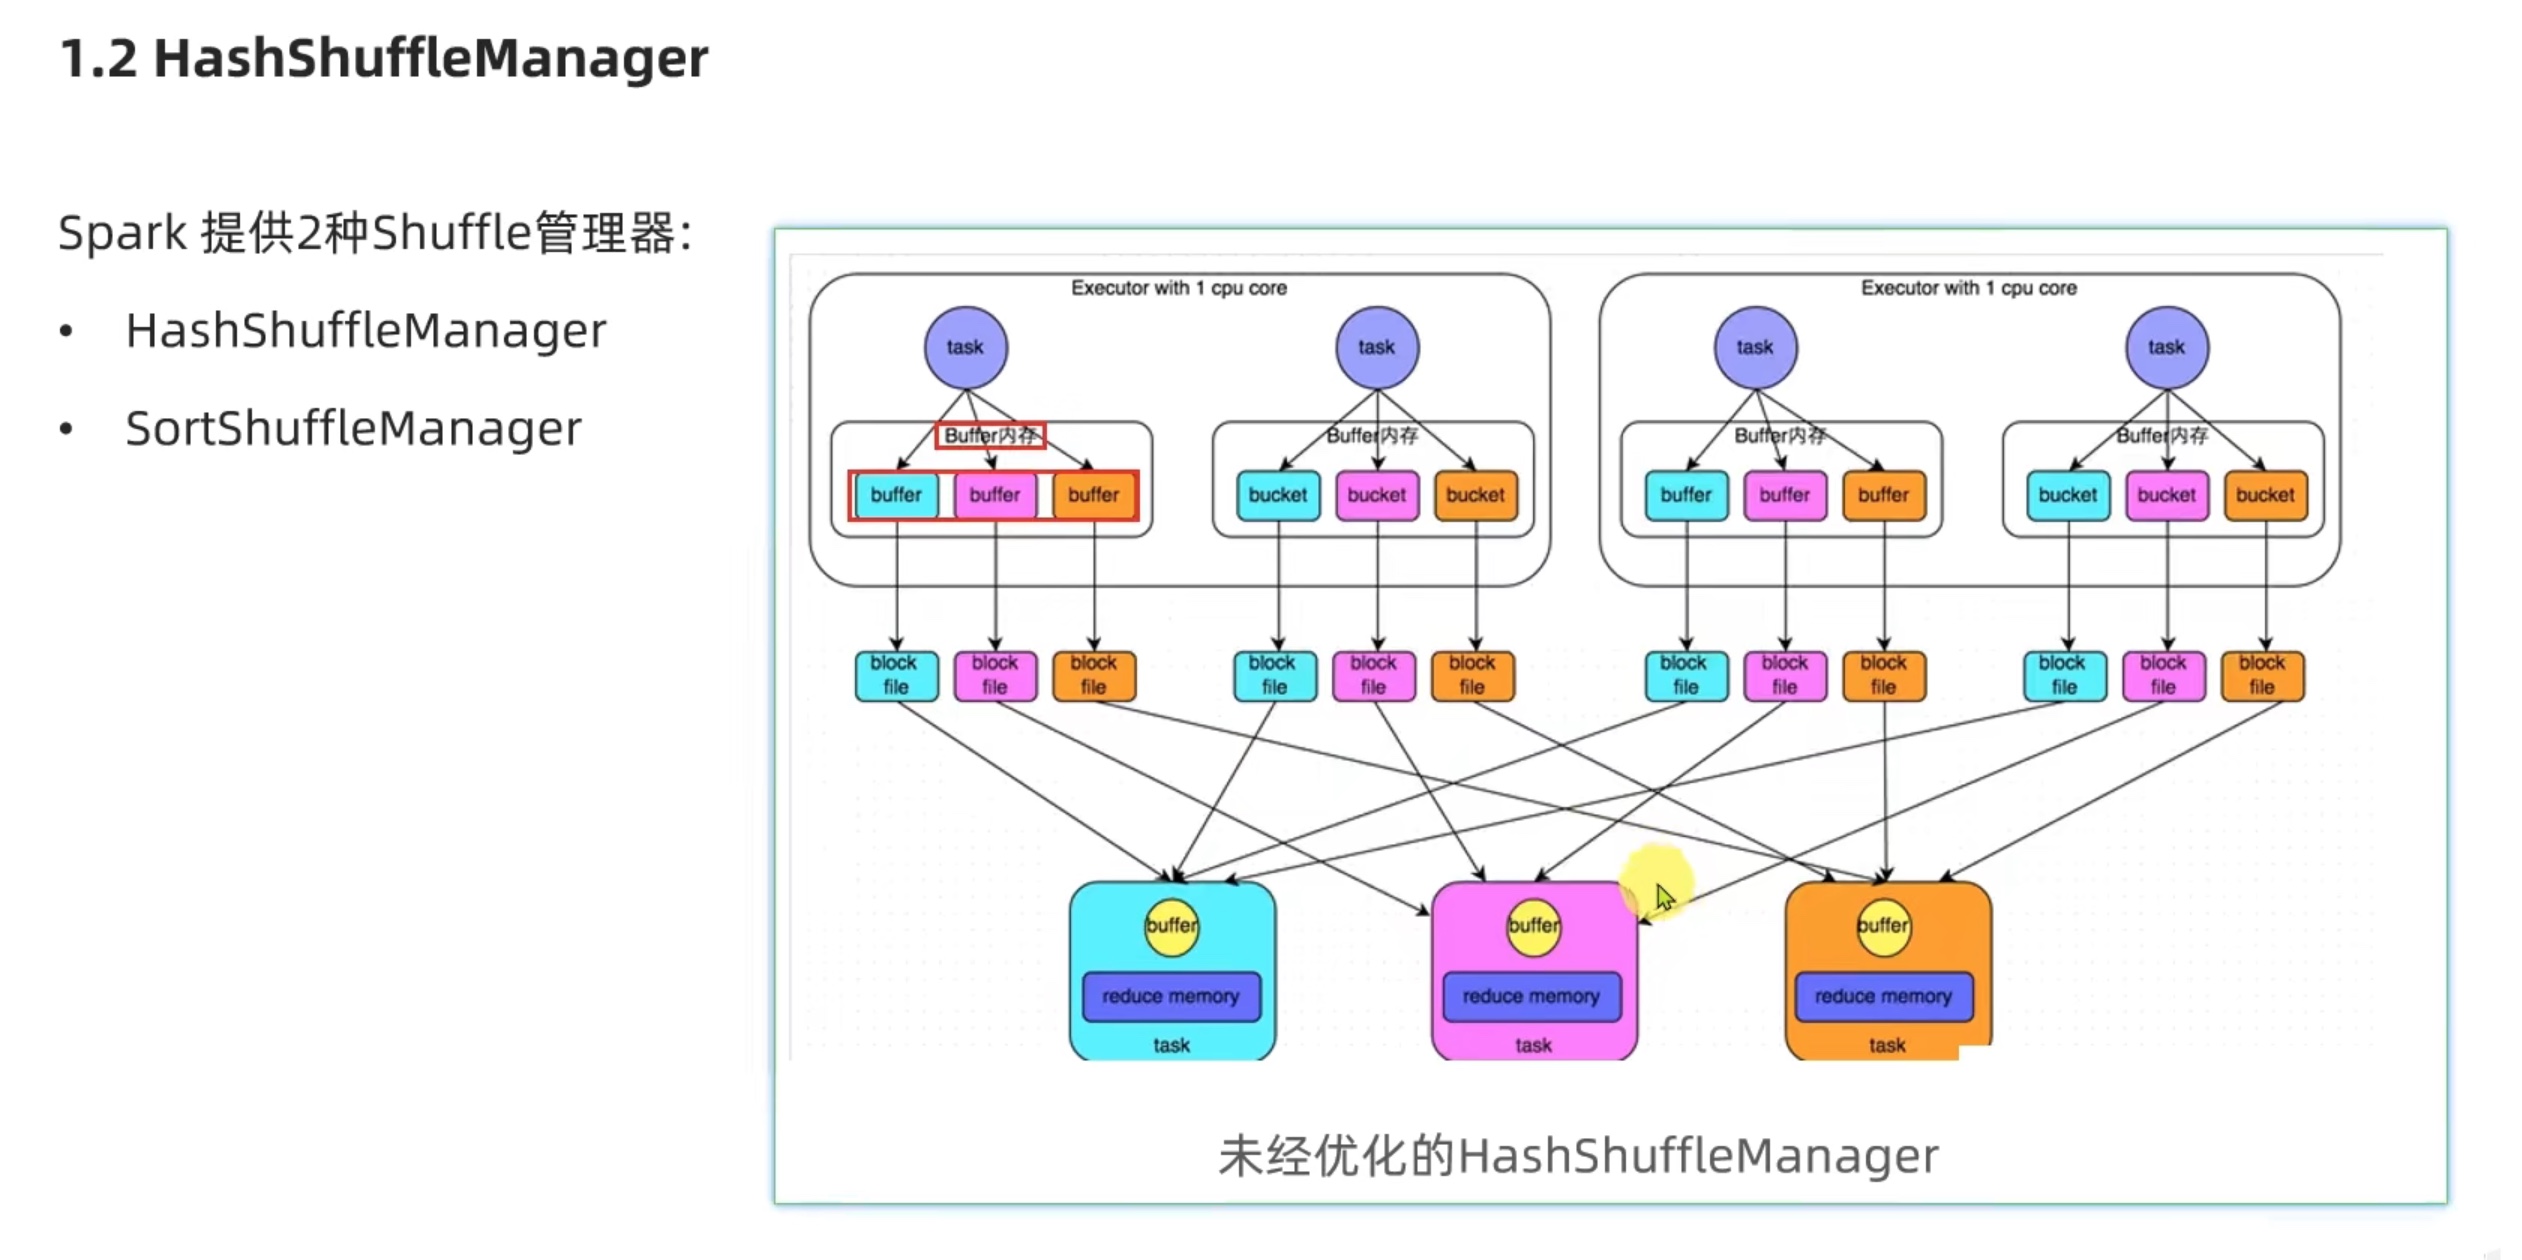 1.2 HashShuffleManager
Spark 提供2种Shuffle管理器:
• HashShuffleManager
• SortShuffleManager
Executor with 1 cpu core
Executor with 1 cpu core
task
task
task
task
Buffer内存
Buffer内存
Buffer内存
Buffer内存
buffer buffer buffer
bucket bucket bucket
buffer buffer buffer
bucket bucket bucket
block file
block file
block file
block file
block file
block file
block file
block file
block file
block file
block file
block file
buffer
reduce memory
task
buffer
reduce memory
task
buffer
reduce memory
task
未经优化的HashShuffleManager